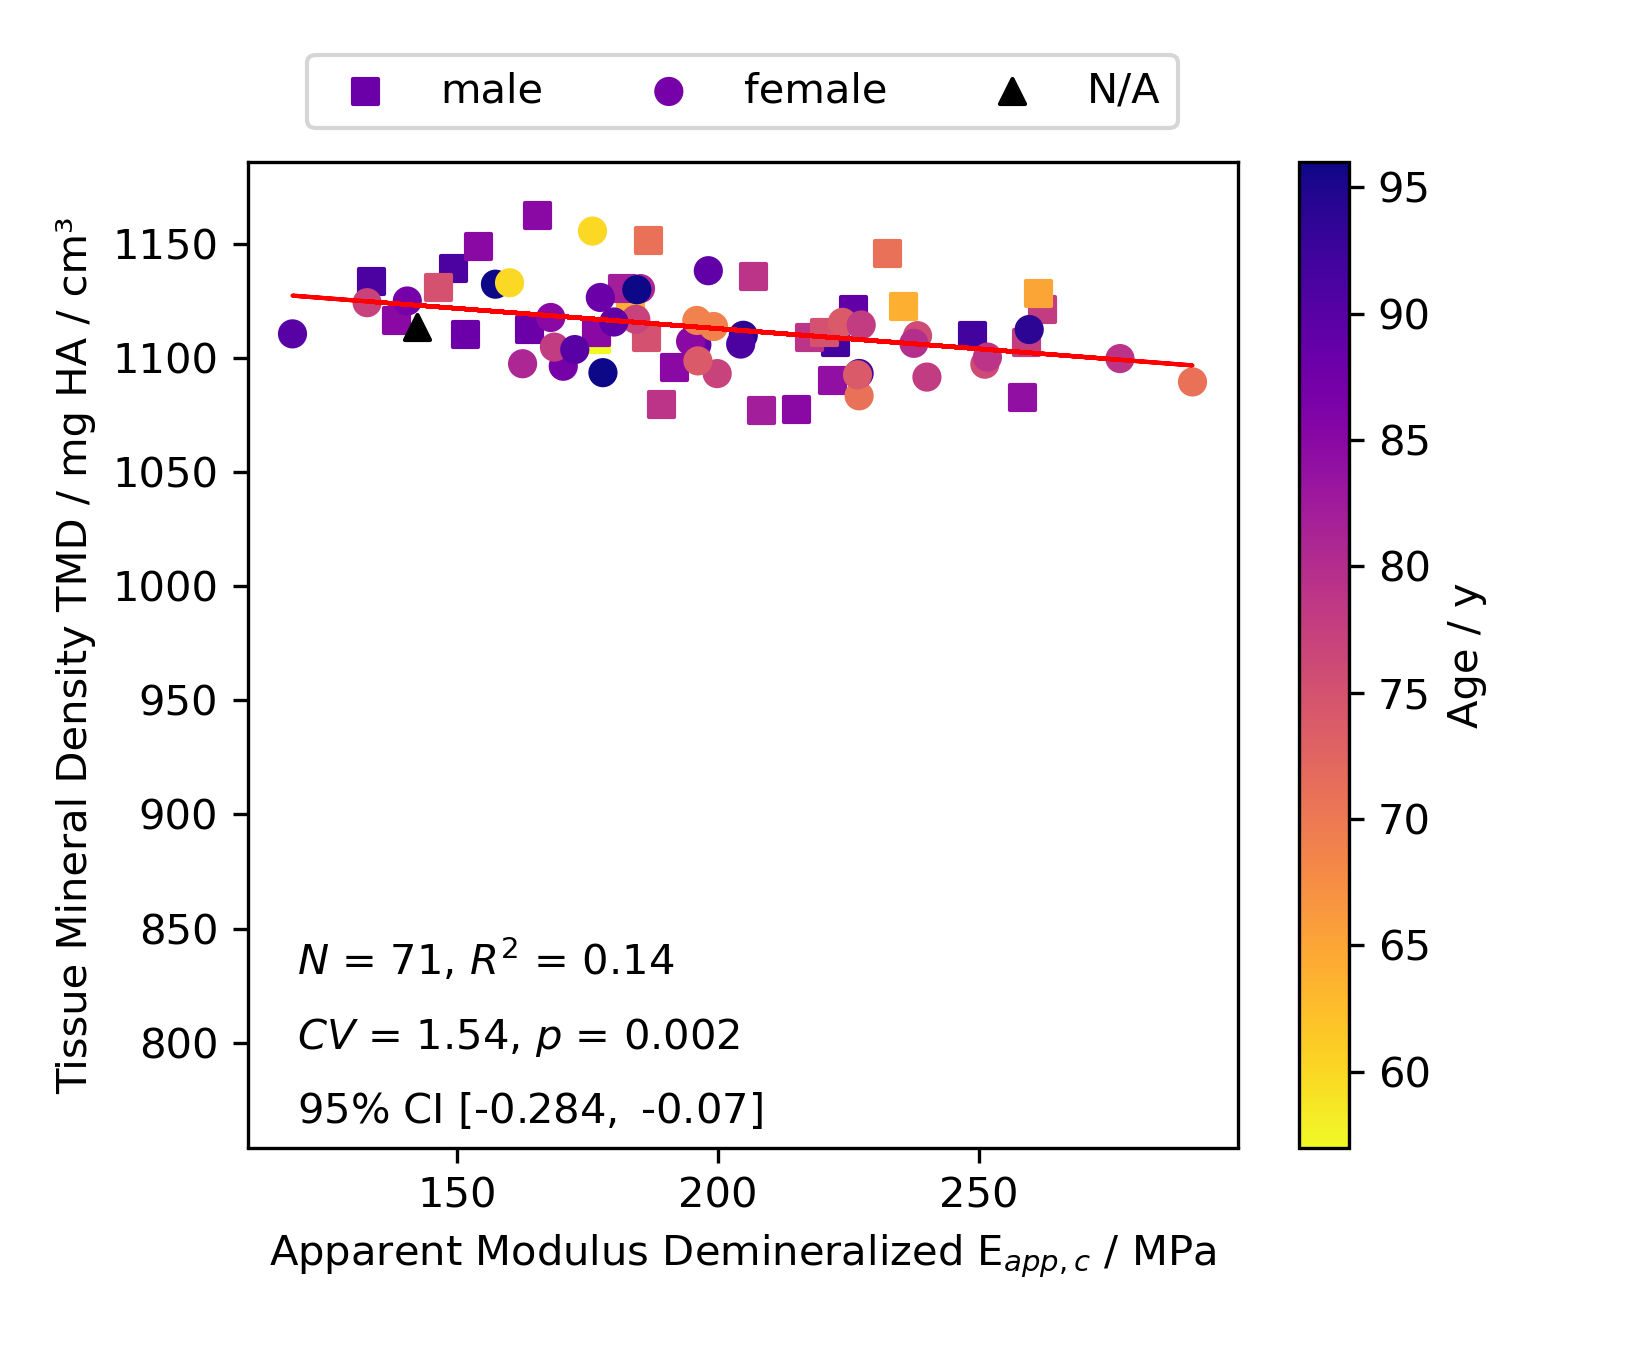 male female N/A
Tissue Mineral Density TMD / mg HA / cm³
1150
1100
1050
1000
950
900
850
800
N = 71, R² = 0.14
CV = 1.54, p = 0.002
95% CI [-0.284, -0.07]
150 200 250
Apparent Modulus Demineralized E_app,c / MPa
95
90
85
80
75
70
65
60
Age / y